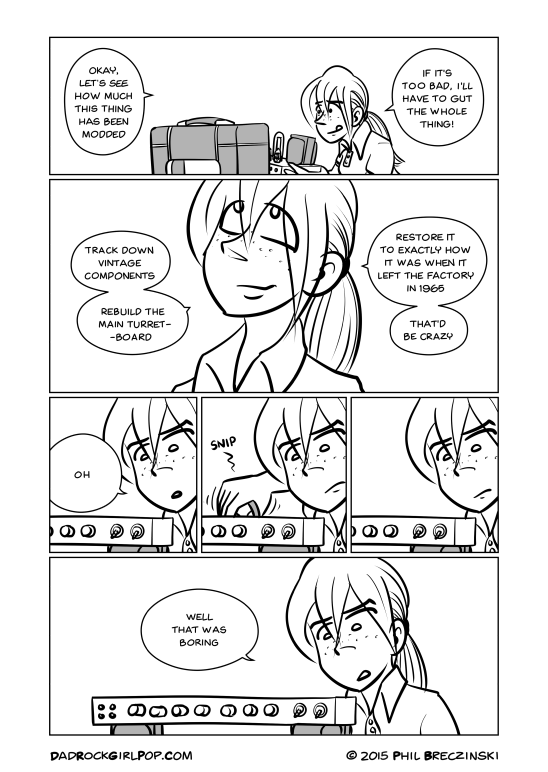 OKAY,
LET'S SEE
HOW MUCH
THIS THING
HAS BEEN
MODDED
IF IT'S
TOO BAD, I'LL
HAVE TO GUT
THE WHOLE
THING!
TRACK DOWN
VINTAGE
COMPONENTS
REBUILD THE
MAIN TURRET-
-BOARD
RESTORE IT
TO EXACTLY HOW
IT WAS WHEN IT
LEFT THE FACTORY
IN 1965
THAT'D
BE CRAZY
OH
SNIP
WELL
THAT WAS
BORING
DADROCKGIRLPOP.COM
© 2015 PHIL BRECZINSKI